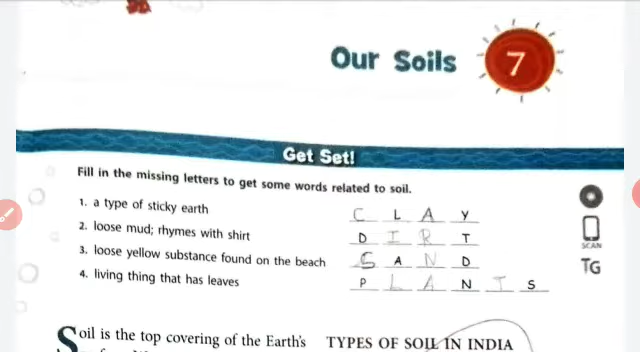 Our Soils 7
Get Set!
Fill in the missing letters to get some words related to soil.
1. a type of sticky earth C L A Y
2. loose mud; rhymes with shirt D I R T
3. loose yellow substance found on the beach S A N D
4. living thing that has leaves P L A N T S
SCAN
TG
Soil is the top covering of the Earth's
TYPES OF SOIL IN INDIA